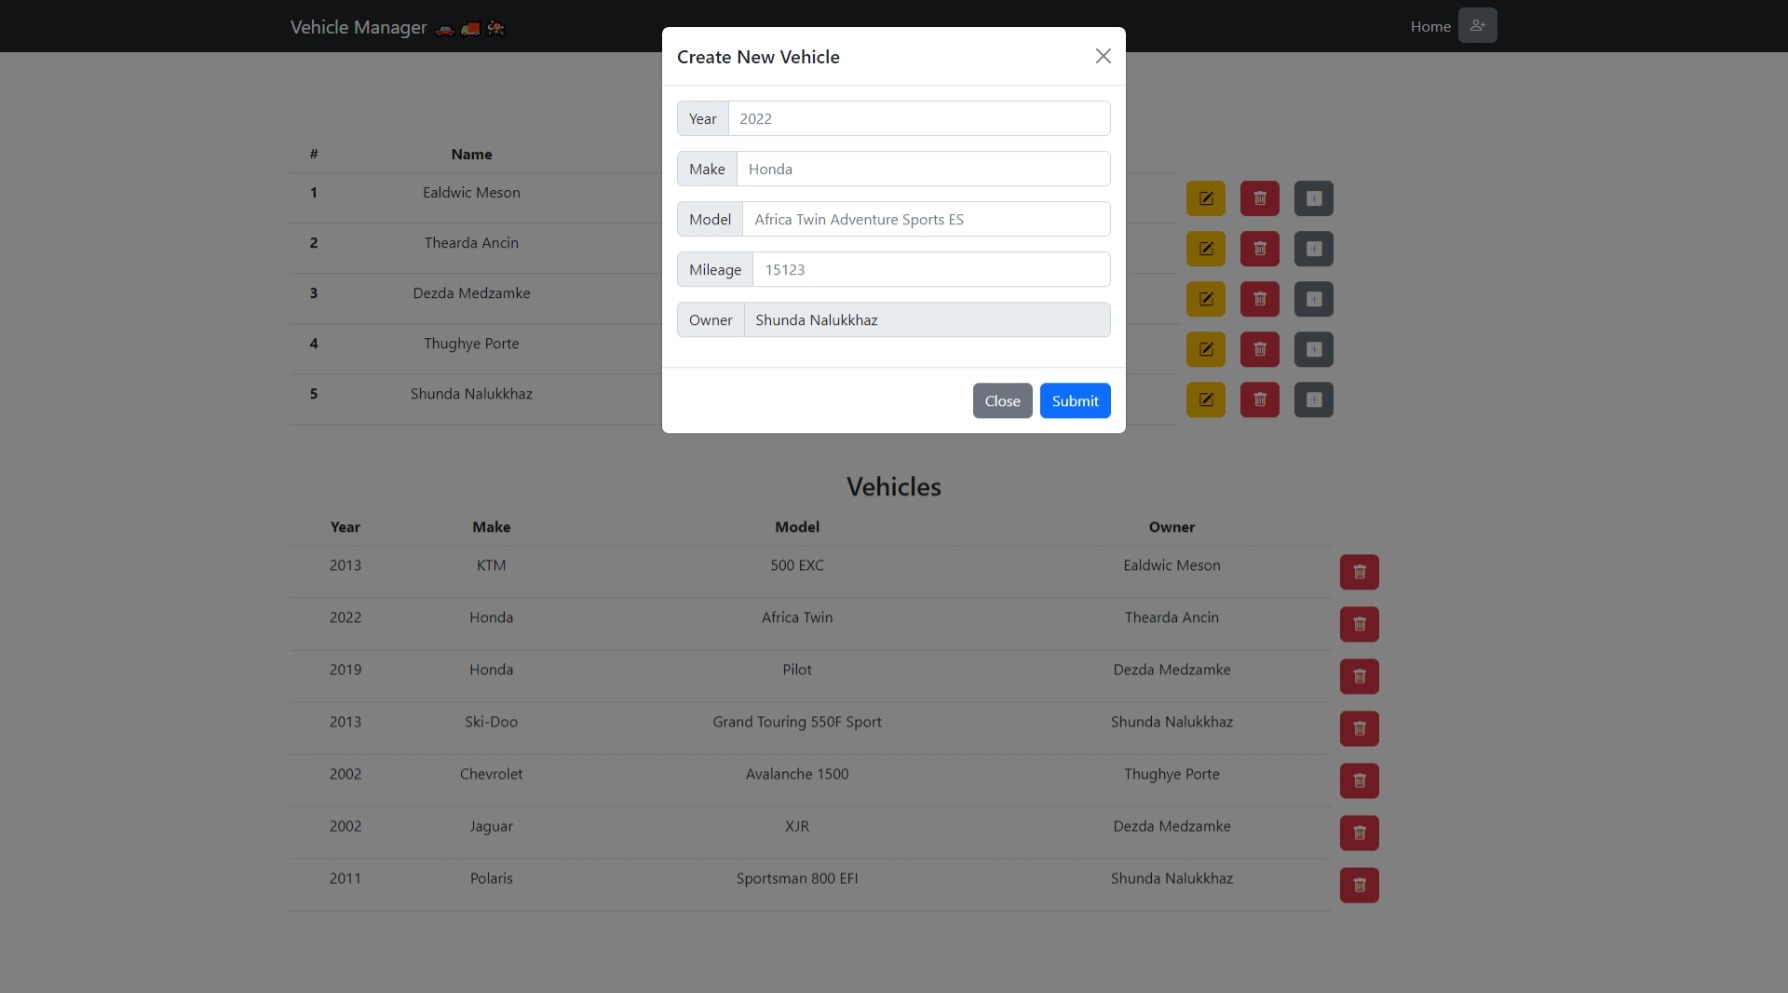 Vehicle Manager
Home
Create New Vehicle
Year 2022
Make Honda
Model Africa Twin Adventure Sports ES
Mileage 15123
Owner Shunda Nalukkhaz
Close Submit
# Name
1 Ealdwic Meson
2 Thearda Ancin
3 Dezda Medzamke
4 Thughye Porte
5 Shunda Nalukkhaz
Vehicles
Year Make Model Owner
2013 KTM 500 EXC Ealdwic Meson
2022 Honda Africa Twin Thearda Ancin
2019 Honda Pilot Dezda Medzamke
2013 Ski-Doo Grand Touring 550F Sport Shunda Nalukkhaz
2002 Chevrolet Avalanche 1500 Thughye Porte
2002 Jaguar XJR Dezda Medzamke
2011 Polaris Sportsman 800 EFI Shunda Nalukkhaz